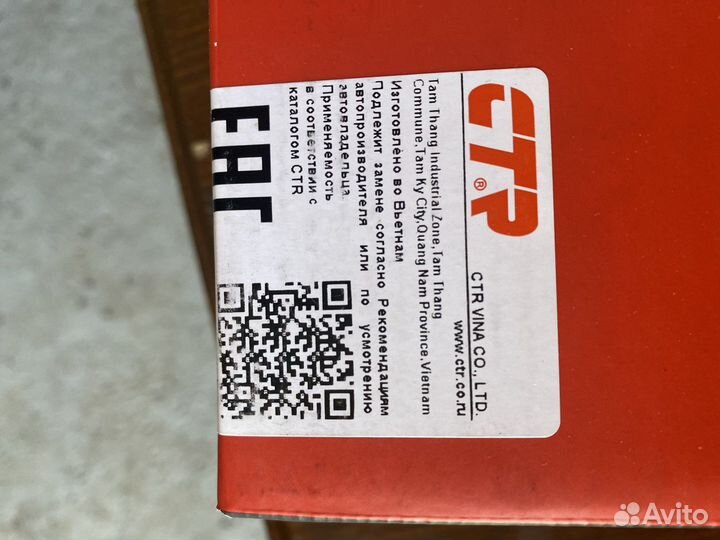 CTR®
CTR VINA CO., LTD.
www.ctr.co.ru
Tam Thang Industrial Zone,Tam Thang
Commune,Tam Ky City,Quang Nam Province,Vietnam
Изготовлено во Вьетнам
Подлежит замене согласно Рекомендациям
автопроизводителя или по усмотрению
автовладельца.
Применяемость
в соответствии с
каталогом CTR
EAC
Avito